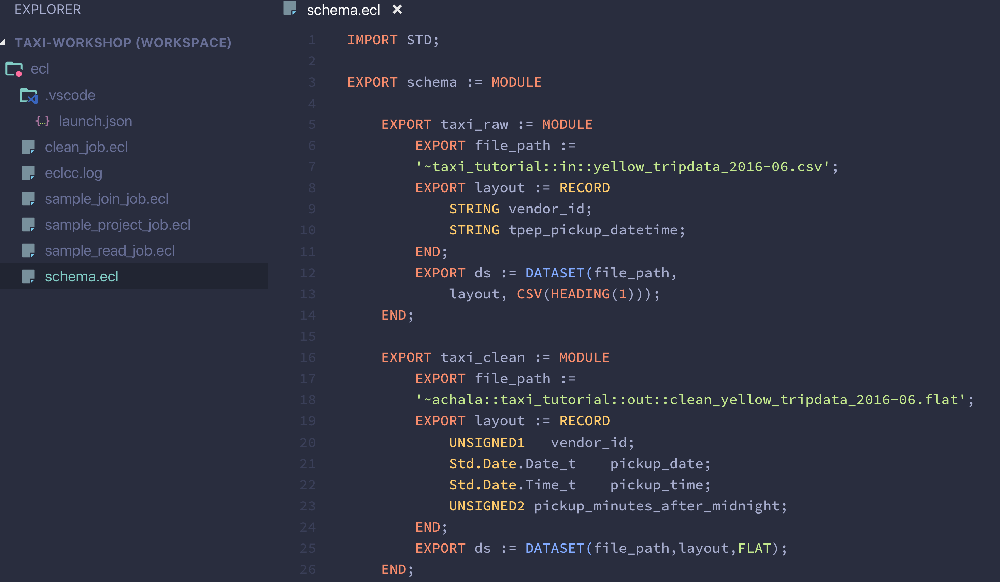 EXPLORER
TAXI-WORKSHOP (WORKSPACE)
ecl
.vscode
{..} launch.json
clean_job.ecl
eclcc.log
sample_join_job.ecl
sample_project_job.ecl
sample_read_job.ecl
schema.ecl
schema.ecl ×
1 IMPORT STD;
2
3 EXPORT schema := MODULE
4
5 EXPORT taxi_raw := MODULE
6 EXPORT file_path :=
7 '~taxi_tutorial::in::yellow_tripdata_2016-06.csv';
8 EXPORT layout := RECORD
9 STRING vendor_id;
10 STRING tpep_pickup_datetime;
11 END;
12 EXPORT ds := DATASET(file_path,
13 layout, CSV(HEADING(1)));
14 END;
15
16 EXPORT taxi_clean := MODULE
17 EXPORT file_path :=
18 '~achala::taxi_tutorial::out::clean_yellow_tripdata_2016-06.flat';
19 EXPORT layout := RECORD
20 UNSIGNED1 vendor_id;
21 Std.Date.Date_t pickup_date;
22 Std.Date.Time_t pickup_time;
23 UNSIGNED2 pickup_minutes_after_midnight;
24 END;
25 EXPORT ds := DATASET(file_path,layout,FLAT);
26 END;